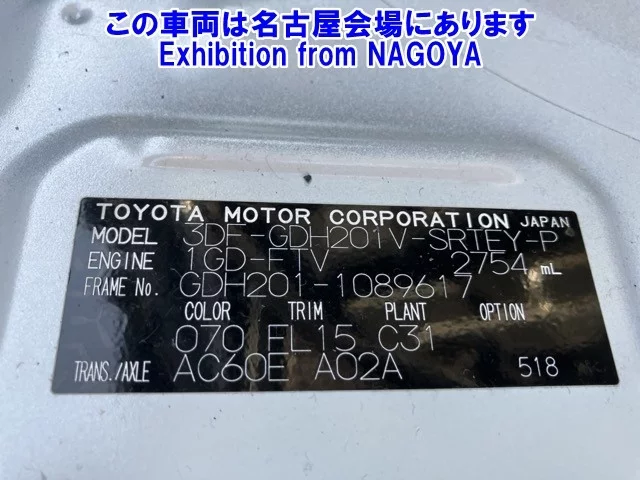 この車両は名古屋会場にあります
Exhibition from NAGOYA
TOYOTA MOTOR CORPORATION JAPAN
MODEL 3DF-GDH201V-SRTEY-P
ENGINE 1GD-FTV 2754 mL
FRAME No. GDH201-1089617
COLOR TRIM PLANT OPTION
070 FL15 C31
TRANS./AXLE AC60E A02A 518